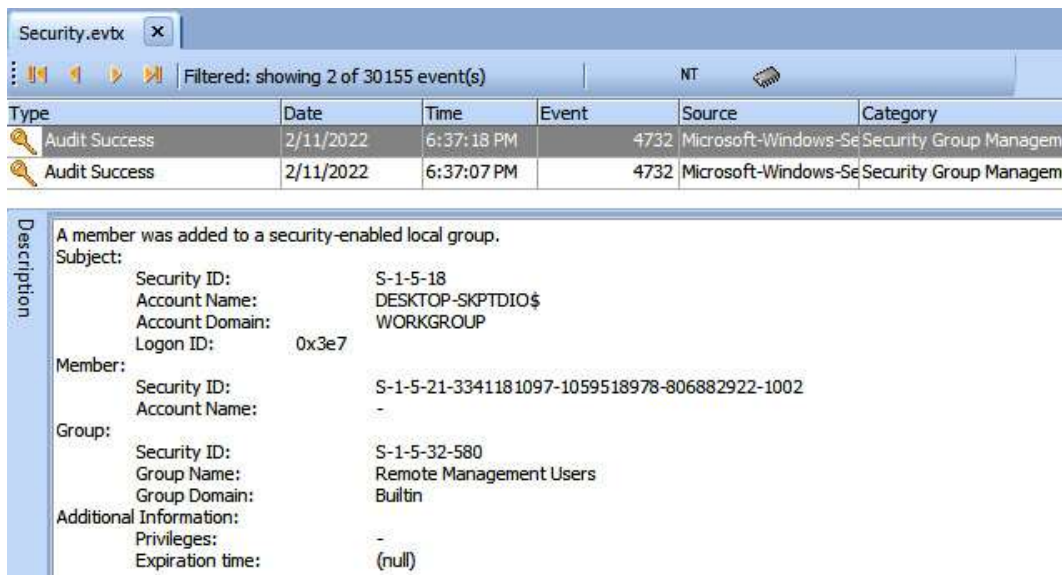 Security.evtx x
Filtered: showing 2 of 30155 event(s) NT
Type Date Time Event Source Category
Audit Success 2/11/2022 6:37:18 PM 4732 Microsoft-Windows-Se Security Group Managem
Audit Success 2/11/2022 6:37:07 PM 4732 Microsoft-Windows-Se Security Group Managem
Description
A member was added to a security-enabled local group.
Subject:
Security ID: S-1-5-18
Account Name: DESKTOP-SKPTDIO$
Account Domain: WORKGROUP
Logon ID: 0x3e7
Member:
Security ID: S-1-5-21-3341181097-1059518978-806882922-1002
Account Name: -
Group:
Security ID: S-1-5-32-580
Group Name: Remote Management Users
Group Domain: Builtin
Additional Information:
Privileges: -
Expiration time: (null)